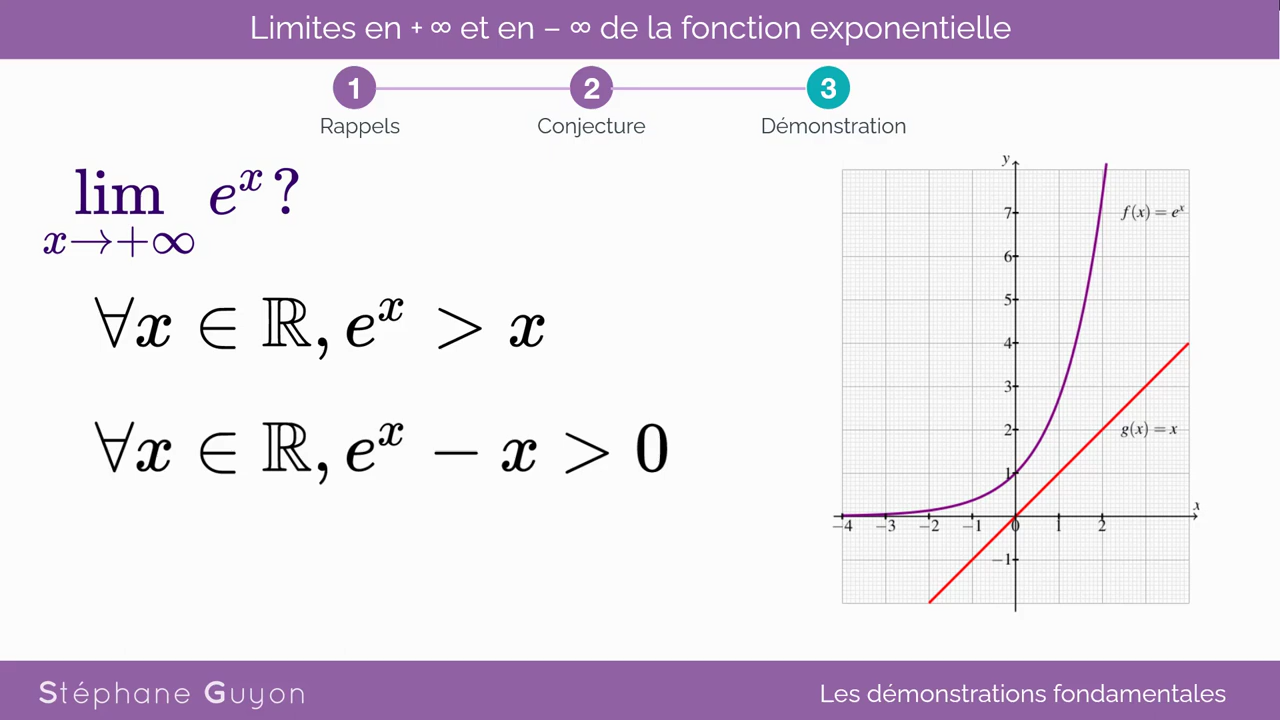 Limites en + ∞ et en – ∞ de la fonction exponentielle
1 2 3
Rappels Conjecture Démonstration
lim e^x ?
x→+∞
∀x ∈ ℝ, e^x > x
∀x ∈ ℝ, e^x − x > 0
y
7
f(x) = e^x
6
5
4
3
2
g(x) = x
1
x
−4 −3 −2 −1 0 1 2
−1
Stéphane Guyon
Les démonstrations fondamentales